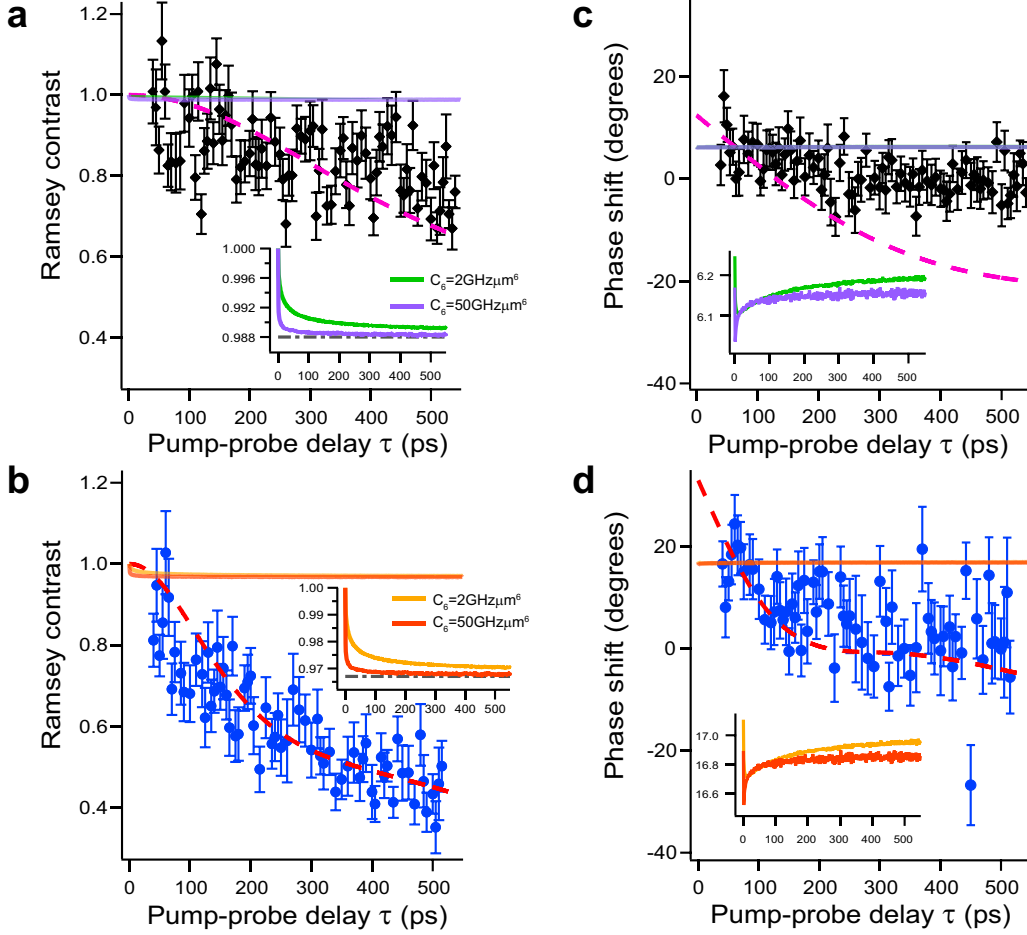 a
1.2
1.0
0.8
0.6
0.4
Ramsey contrast
1.000
0.996
0.992
0.988
C₆=2GHzµm⁶
C₆=50GHzµm⁶
0 100 200 300 400 500
0 100 200 300 400 500
Pump-probe delay τ (ps)
c
20
0
-20
-40
Phase shift (degrees)
6.2
6.1
0 100 200 300 400 500
0 100 200 300 400 500
Pump-probe delay τ (ps)
b
1.2
1.0
0.8
0.6
0.4
Ramsey contrast
1.00
0.99
0.98
0.97
C₆=2GHzµm⁶
C₆=50GHzµm⁶
0 100 200 300 400 500
0 100 200 300 400 500
Pump-probe delay τ (ps)
d
20
0
-20
-40
Phase shift (degrees)
17.0
16.8
16.6
0 100 200 300 400 500
0 100 200 300 400 500
Pump-probe delay τ (ps)